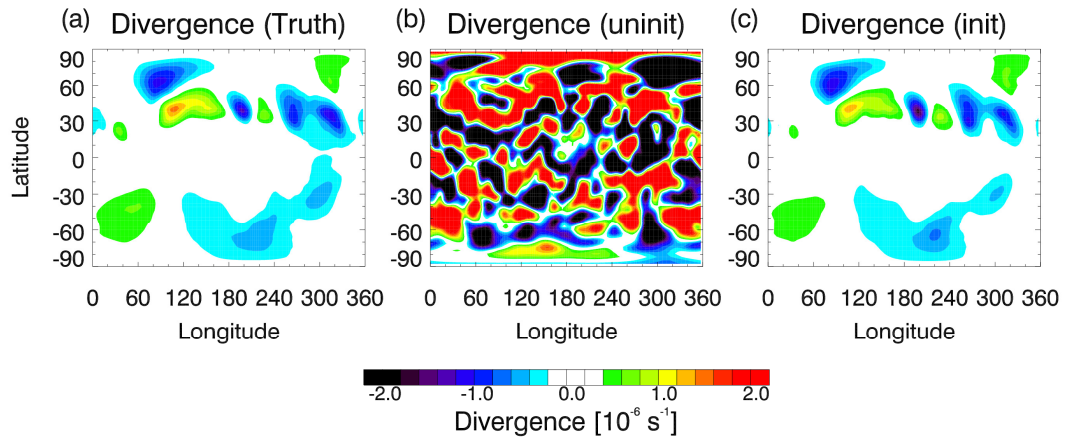 (a) Divergence (Truth) (b) Divergence (uninit) (c) Divergence (init)
90 90 90
60 60 60
30 30 30
0 0 0
-30 -30 -30
-60 -60 -60
-90 -90 -90
Latitude
0 60 120 180 240 300 360 0 60 120 180 240 300 360 0 60 120 180 240 300 360
Longitude Longitude Longitude
-2.0 -1.0 0.0 1.0 2.0
Divergence [10⁻⁶ s⁻¹]